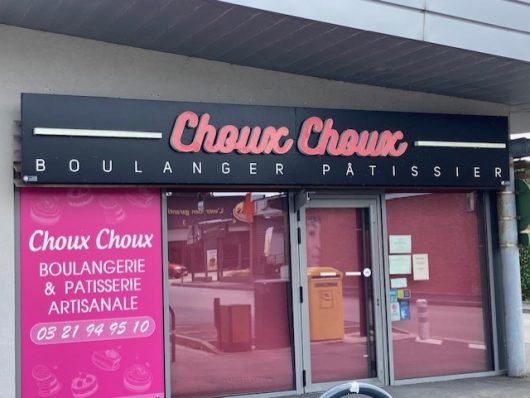 Choux Choux
BOULANGER PÂTISSIER
Choux Choux
BOULANGERIE
& PATISSERIE
ARTISANALE
03 21 94 95 10